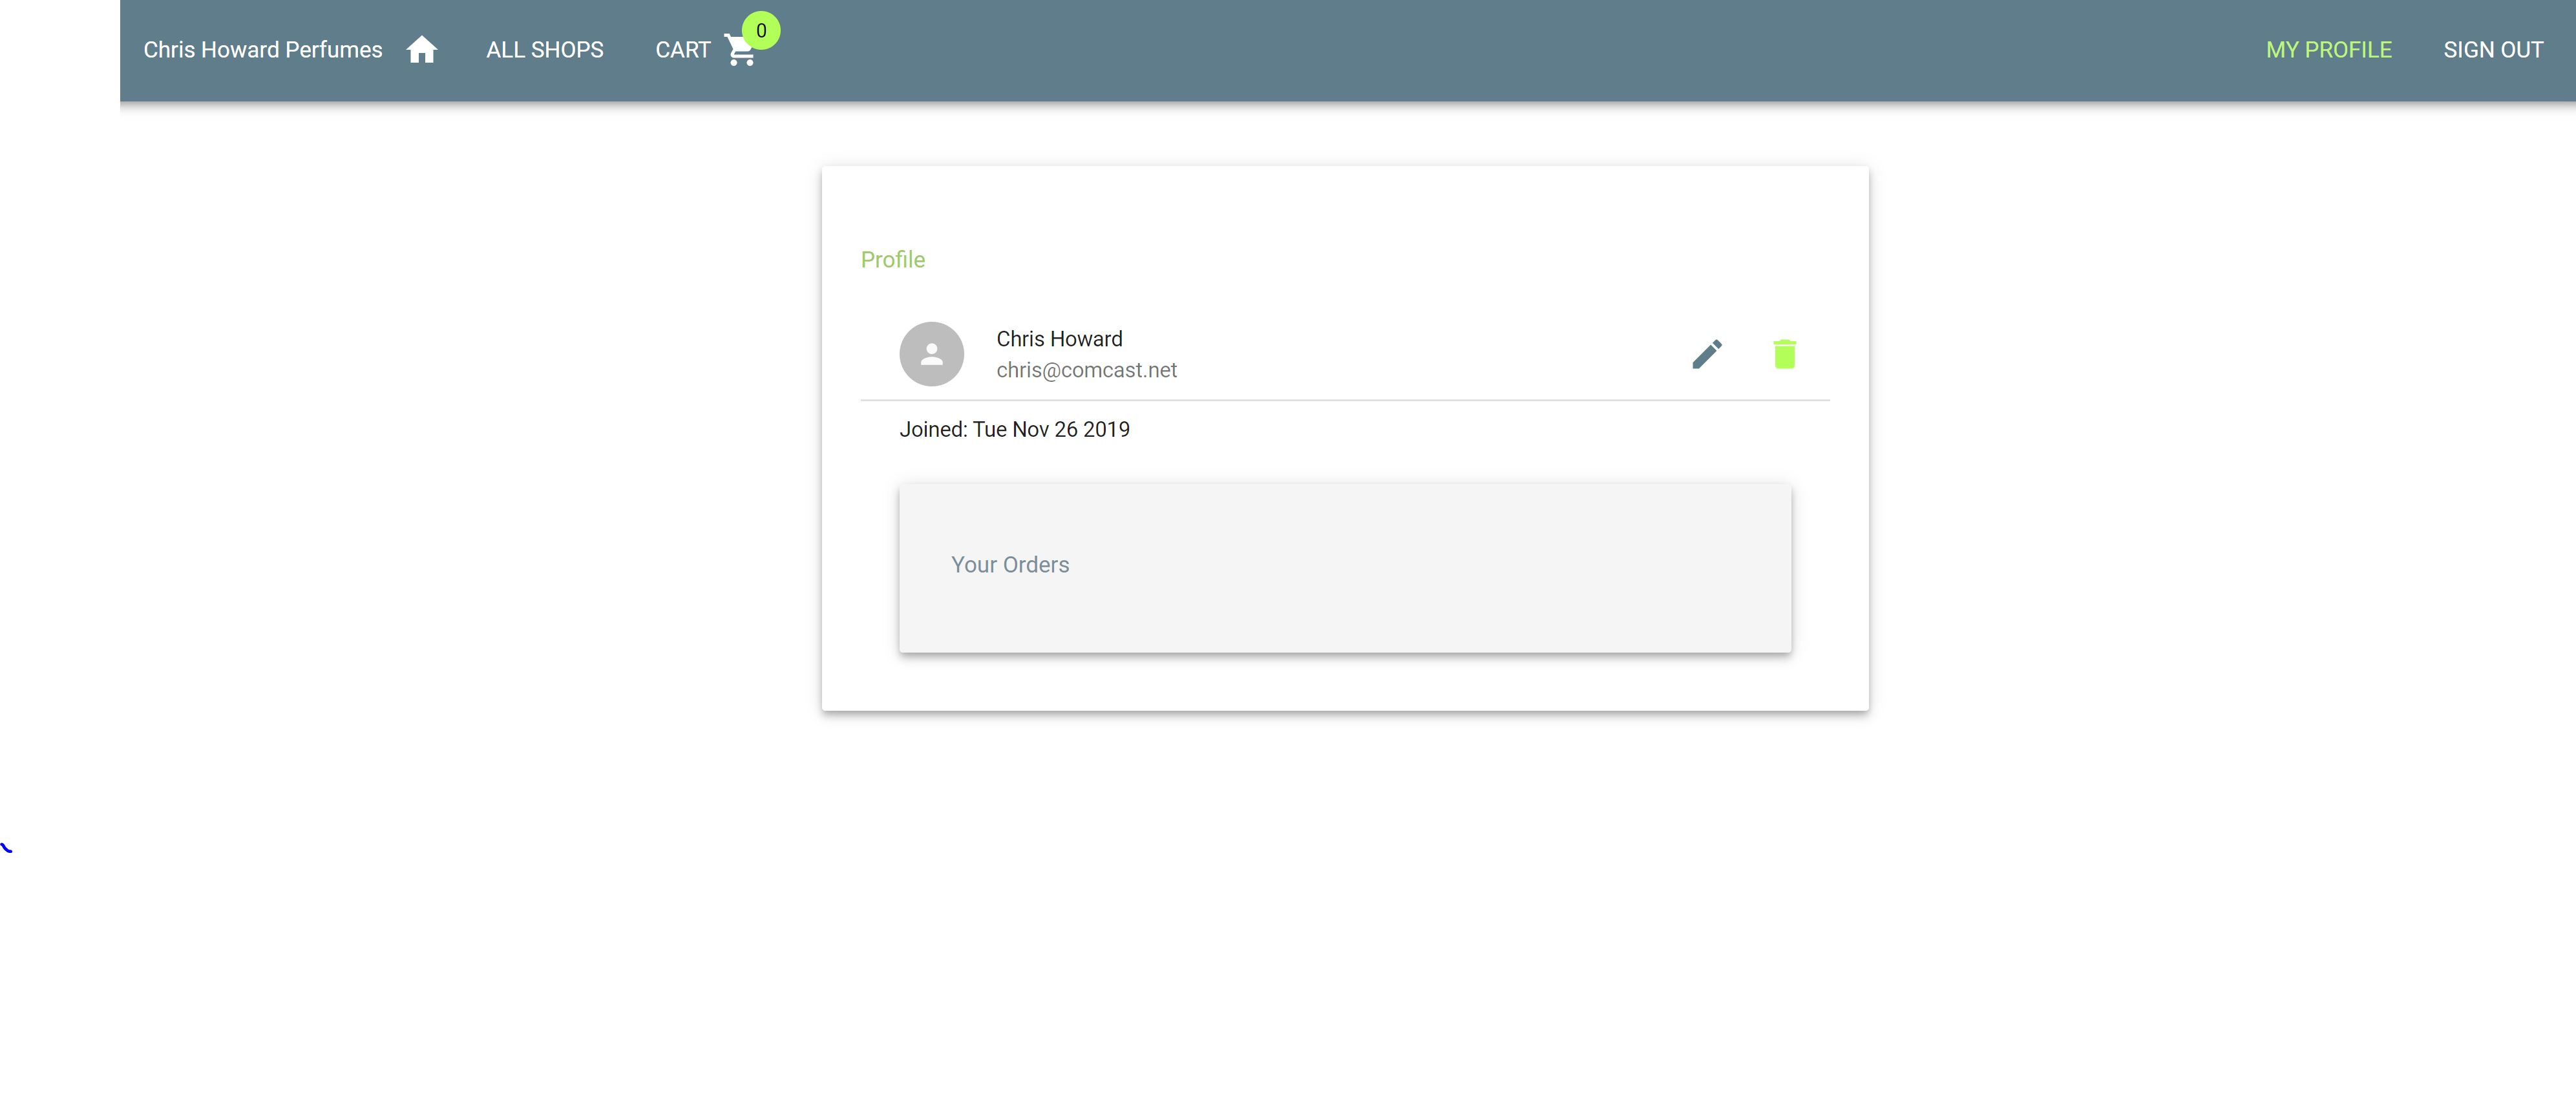 Chris Howard Perfumes ALL SHOPS CART 0 MY PROFILE SIGN OUT
Profile
Chris Howard
chris@comcast.net
Joined: Tue Nov 26 2019
Your Orders